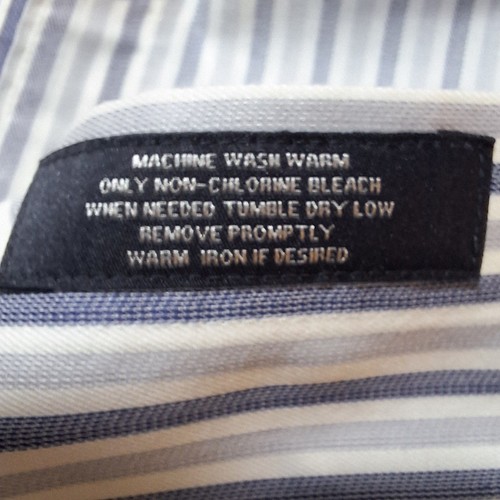 MACHINE WASH WARM
ONLY NON-CHLORINE BLEACH
WHEN NEEDED TUMBLE DRY LOW
REMOVE PROMPTLY
WARM IRON IF DESIRED